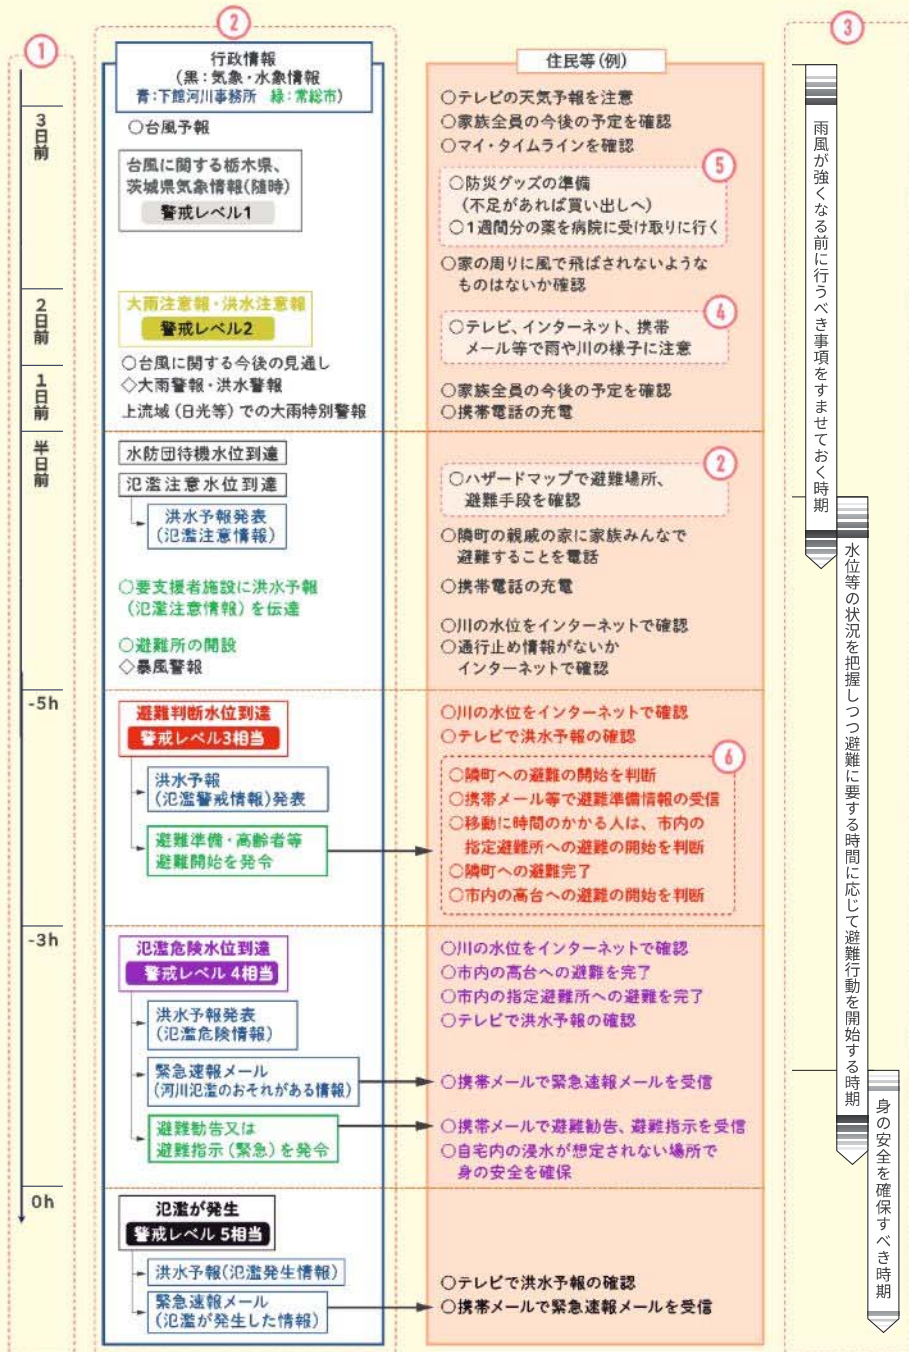 ①
②
③
行政情報
(黒:気象・水象情報
青:下館河川事務所 緑:常総市)
住民等(例)
3日前
○台風予報
台風に関する栃木県、
茨城県気象情報(随時)
警戒レベル1
○テレビの天気予報を注意
○家族全員の今後の予定を確認
○マイ・タイムラインを確認
⑤
○防災グッズの準備
(不足があれば買い出しへ)
○1週間分の薬を病院に受け取りに行く
○家の周りに風で飛ばされないような
ものはないか確認
2日前
大雨注意報・洪水注意報
警戒レベル2
④
○テレビ、インターネット、携帯
メール等で雨や川の様子に注意
1日前
○台風に関する今後の見通し
◇大雨警報・洪水警報
上流域(日光等)での大雨特別警報
○家族全員の今後の予定を確認
○携帯電話の充電
半日前
水防団待機水位到達
氾濫注意水位到達
洪水予報発表
(氾濫注意情報)
○要支援者施設に洪水予報
(氾濫注意情報)を伝達
○避難所の開設
◇暴風警報
②
○ハザードマップで避難場所、
避難手段を確認
○隣町の親戚の家に家族みんなで
避難することを電話
○携帯電話の充電
○川の水位をインターネットで確認
○通行止め情報がないか
インターネットで確認
-5h
避難判断水位到達
警戒レベル3相当
洪水予報
(氾濫警戒情報)発表
避難準備・高齢者等
避難開始を発令
○川の水位をインターネットで確認
○テレビで洪水予報の確認
⑥
○隣町への避難の開始を判断
○携帯メール等で避難準備情報の受信
○移動に時間のかかる人は、市内の
指定避難所への避難の開始を判断
○隣町への避難完了
○市内の高台への避難の開始を判断
-3h
氾濫危険水位到達
警戒レベル 4相当
洪水予報発表
(氾濫危険情報)
緊急速報メール
(河川氾濫のおそれがある情報)
避難勧告又は
避難指示(緊急)を発令
○川の水位をインターネットで確認
○市内の高台への避難を完了
○市内の指定避難所への避難を完了
○テレビで洪水予報の確認
○携帯メールで緊急速報メールを受信
○携帯メールで避難勧告、避難指示を受信
○自宅内の浸水が想定されない場所で
身の安全を確保
0h
氾濫が発生
警戒レベル 5相当
洪水予報(氾濫発生情報)
緊急速報メール
(氾濫が発生した情報)
○テレビで洪水予報の確認
○携帯メールで緊急速報メールを受信
雨風が強くなる前に行うべき事項をすませておく時期
水位等の状況を把握しつつ避難に要する時間に応じて避難行動を開始する時期
身の安全を確保すべき時期